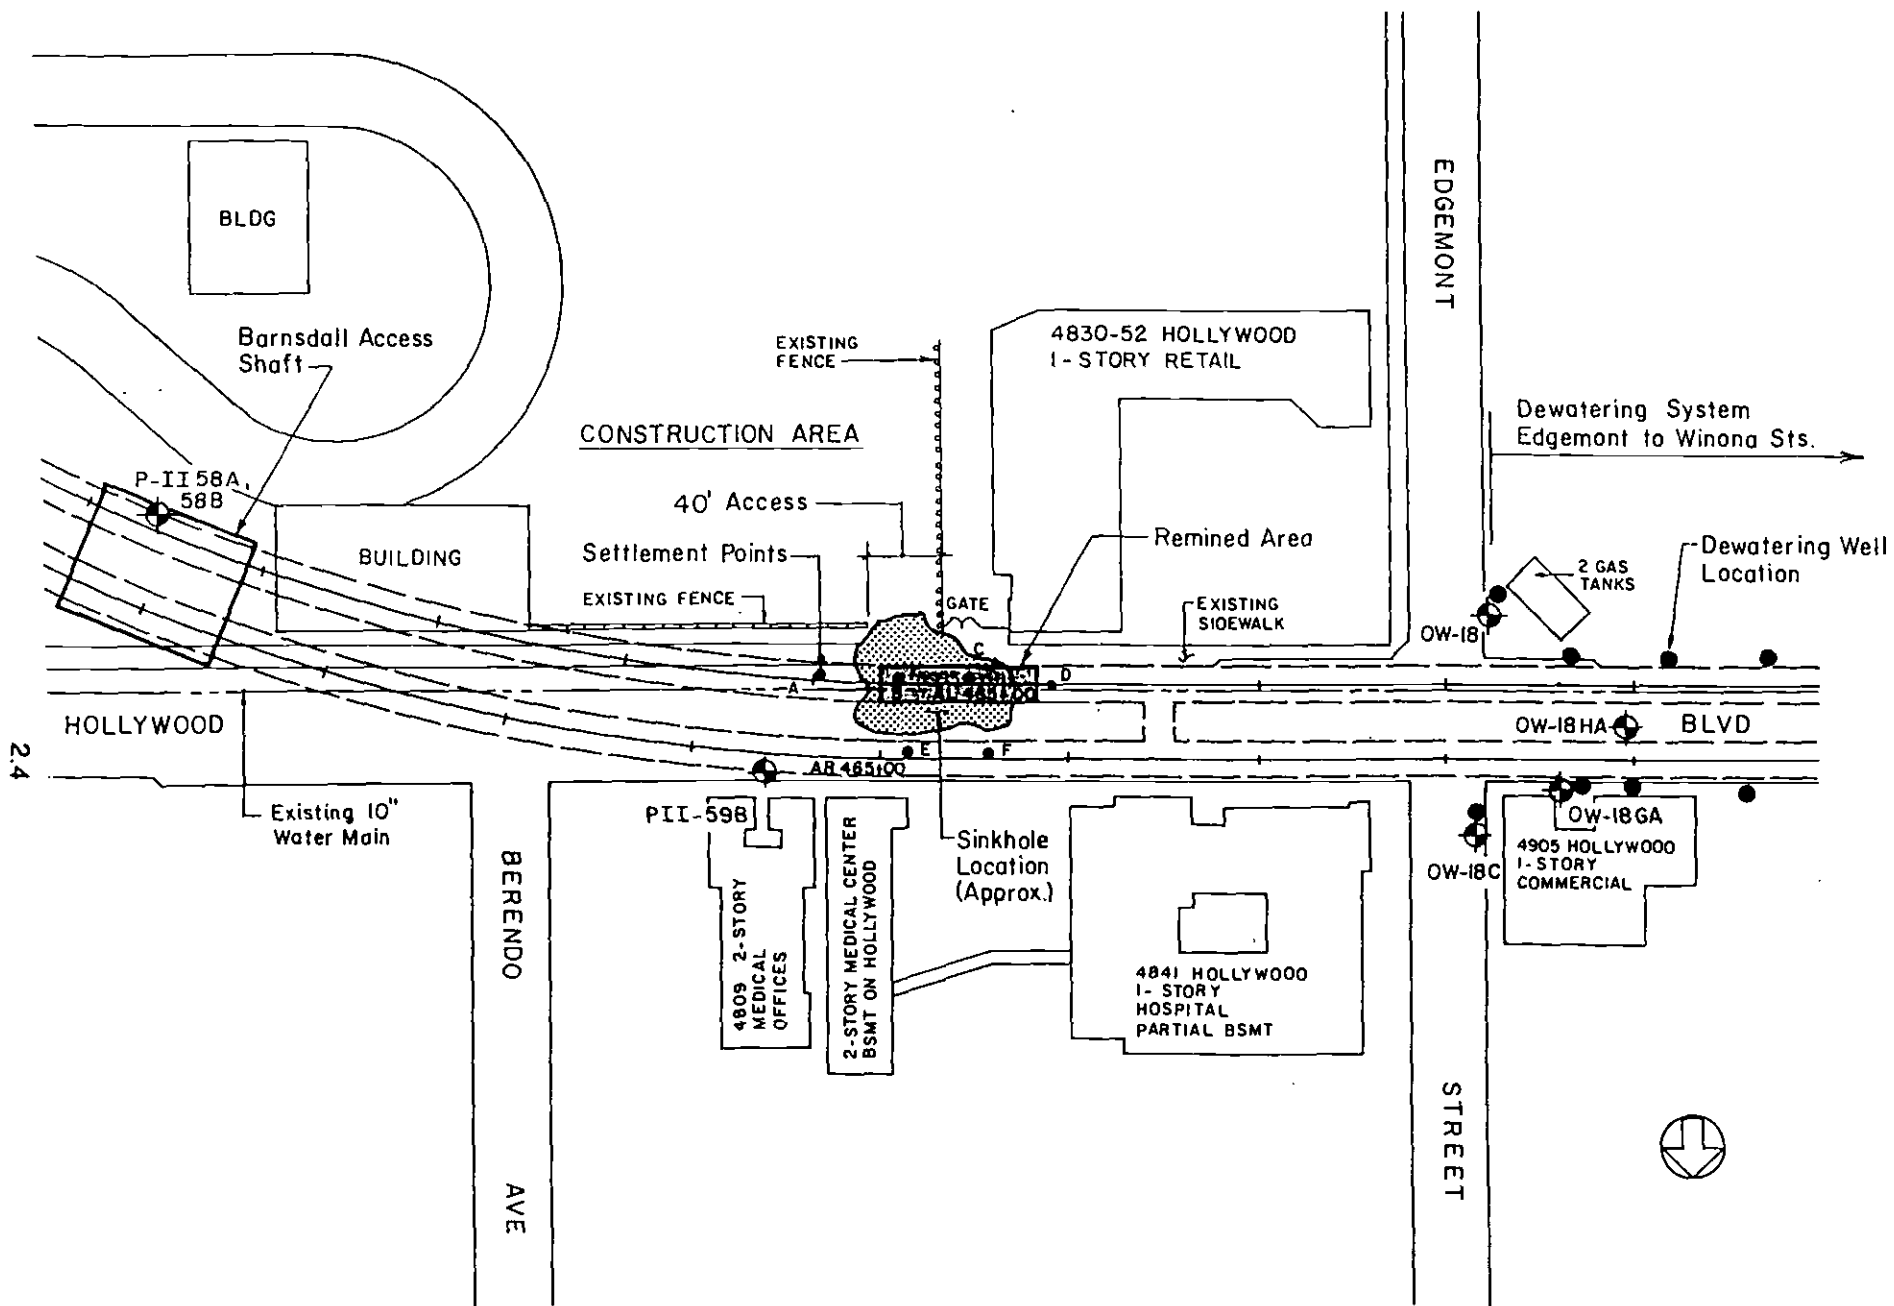 BLDG
Barnsdall Access
Shaft
EXISTING
FENCE
4830-52 HOLLYWOOD
1-STORY RETAIL
EDGEMONT
Dewatering System
Edgemont to Winona Sts.
CONSTRUCTION AREA
P-II 58A,
58B
40' Access
BUILDING
Settlement Points
Remined Area
2 GAS
TANKS
Dewatering Well
Location
EXISTING FENCE
GATE
EXISTING
SIDEWALK
OW-18
C
A
D
AL 465+00
HOLLYWOOD
OW-18HA
BLVD
E
F
AR 465+00
2.4
Existing 10"
Water Main
PII-59B
Sinkhole
Location
(Approx.)
OW-18GA
OW-18C
4905 HOLLYWOOD
1-STORY
COMMERCIAL
BERENDO
AVE
4809 2-STORY
MEDICAL
OFFICES
2-STORY MEDICAL CENTER
BSMT ON HOLLYWOOD
4841 HOLLYWOOD
1- STORY
HOSPITAL
PARTIAL BSMT
STREET